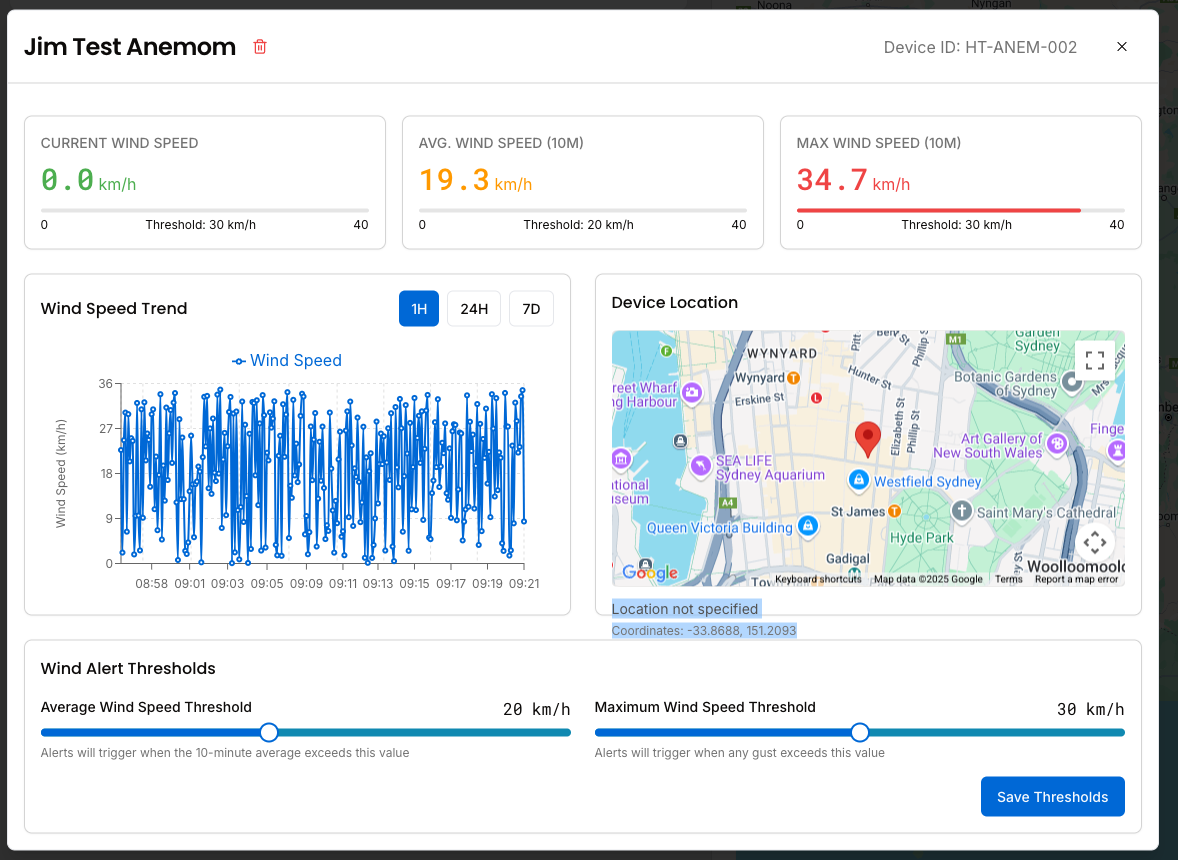 Noona
Nyngan
Jim Test Anemom
Device ID: HT-ANEM-002
CURRENT WIND SPEED
0.0 km/h
0 Threshold: 30 km/h 40
AVG. WIND SPEED (10M)
19.3 km/h
0 Threshold: 20 km/h 40
MAX WIND SPEED (10M)
34.7 km/h
0 Threshold: 30 km/h 40
Wind Speed Trend
1H 24H 7D
Wind Speed
Wind Speed (km/h)
36
27
18
9
0
08:58 09:01 09:03 09:05 09:09 09:11 09:13 09:15 09:17 09:19 09:21
Device Location
Garden
Sydney
M1
WYNYARD
Phillip S
Wynyard T
Hunter St
Botanic Gardens
of Sydney
reet Wharf
ng Harbour
Erskine St
L
F
Elizabeth St
Phillip St
Art Gallery of
New South Wales
Finge
SEA LIFE
Sydney Aquarium
tional
useum
Westfield Sydney
A4
St James T
Saint Mary's Cathedral
Queen Victoria Building
Hyde Park
Gadigal
Woolloomool
Google
Keyboard shortcuts Map data ©2025 Google Terms Report a map error
Location not specified
Coordinates: -33.8688, 151.2093
Wind Alert Thresholds
Average Wind Speed Threshold 20 km/h
Alerts will trigger when the 10-minute average exceeds this value
Maximum Wind Speed Threshold 30 km/h
Alerts will trigger when any gust exceeds this value
Save Thresholds